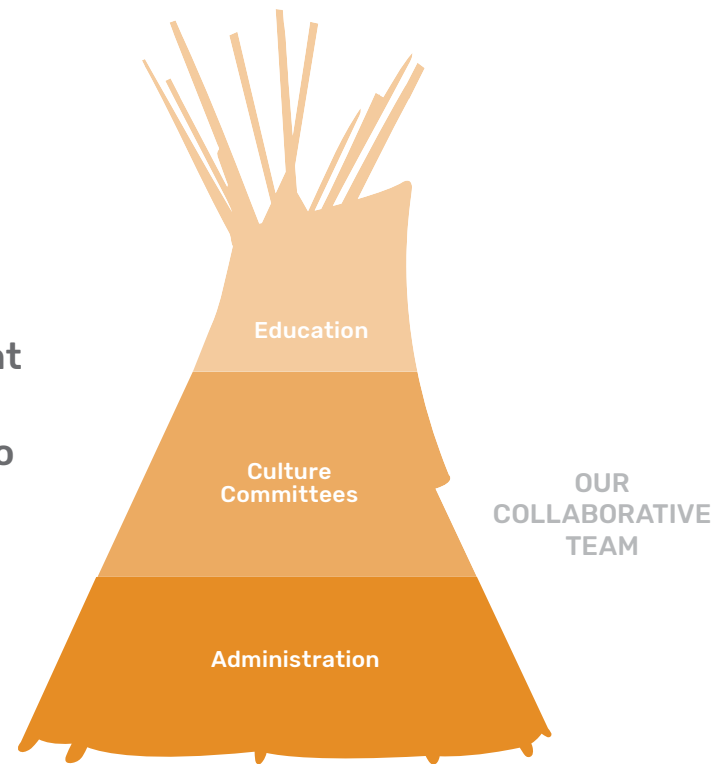 Education
Culture
Committees
OUR
COLLABORATIVE
TEAM
Administration